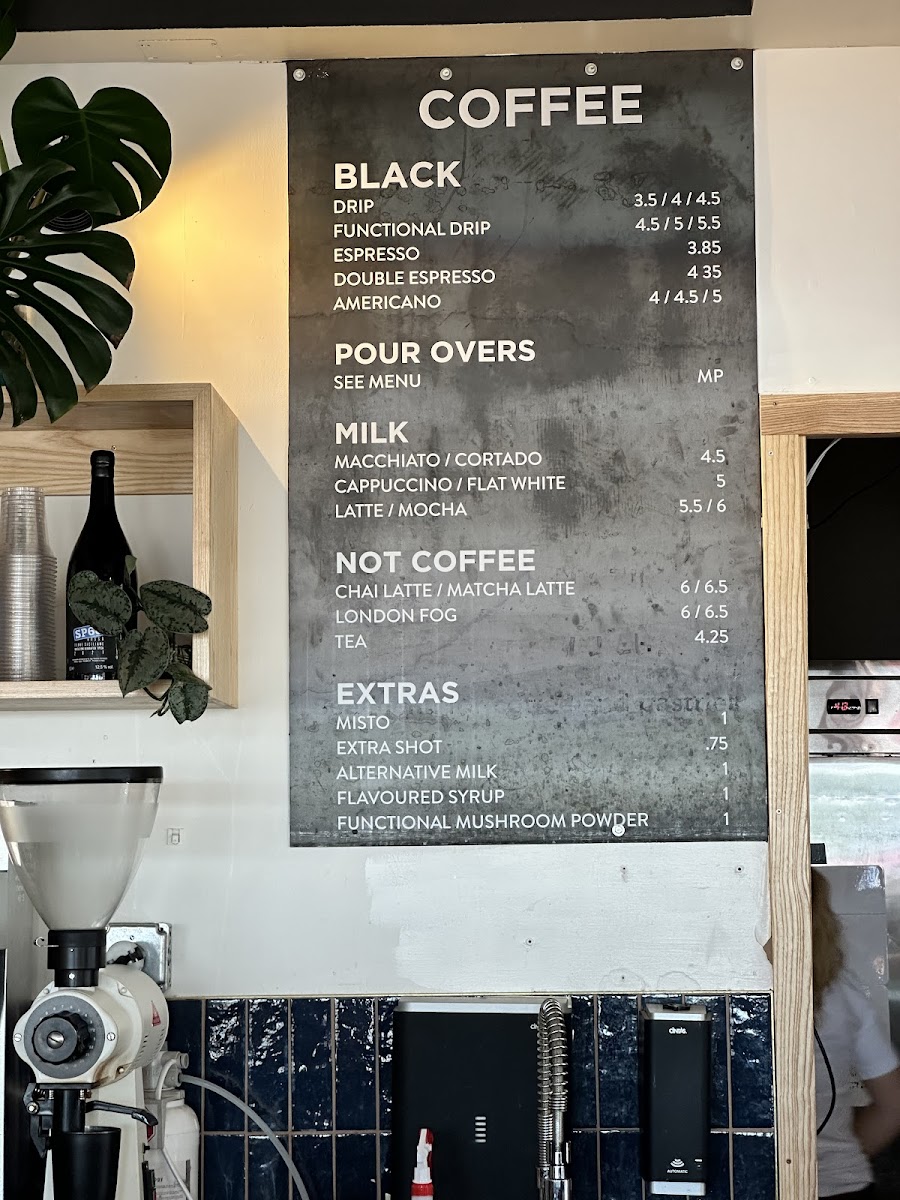 COFFEE
BLACK
DRIP 3.5 / 4 / 4.5
FUNCTIONAL DRIP 4.5 / 5 / 5.5
ESPRESSO 3.85
DOUBLE ESPRESSO 4 35
AMERICANO 4 / 4.5 / 5
POUR OVERS
SEE MENU MP
MILK
MACCHIATO / CORTADO 4.5
CAPPUCCINO / FLAT WHITE 5
LATTE / MOCHA 5.5 / 6
NOT COFFEE
CHAI LATTE / MATCHA LATTE 6 / 6.5
LONDON FOG 6 / 6.5
TEA 4.25
EXTRAS
MISTO 1
EXTRA SHOT .75
ALTERNATIVE MILK 1
FLAVOURED SYRUP 1
FUNCTIONAL MUSHROOM POWDER 1
AUTOMATIC